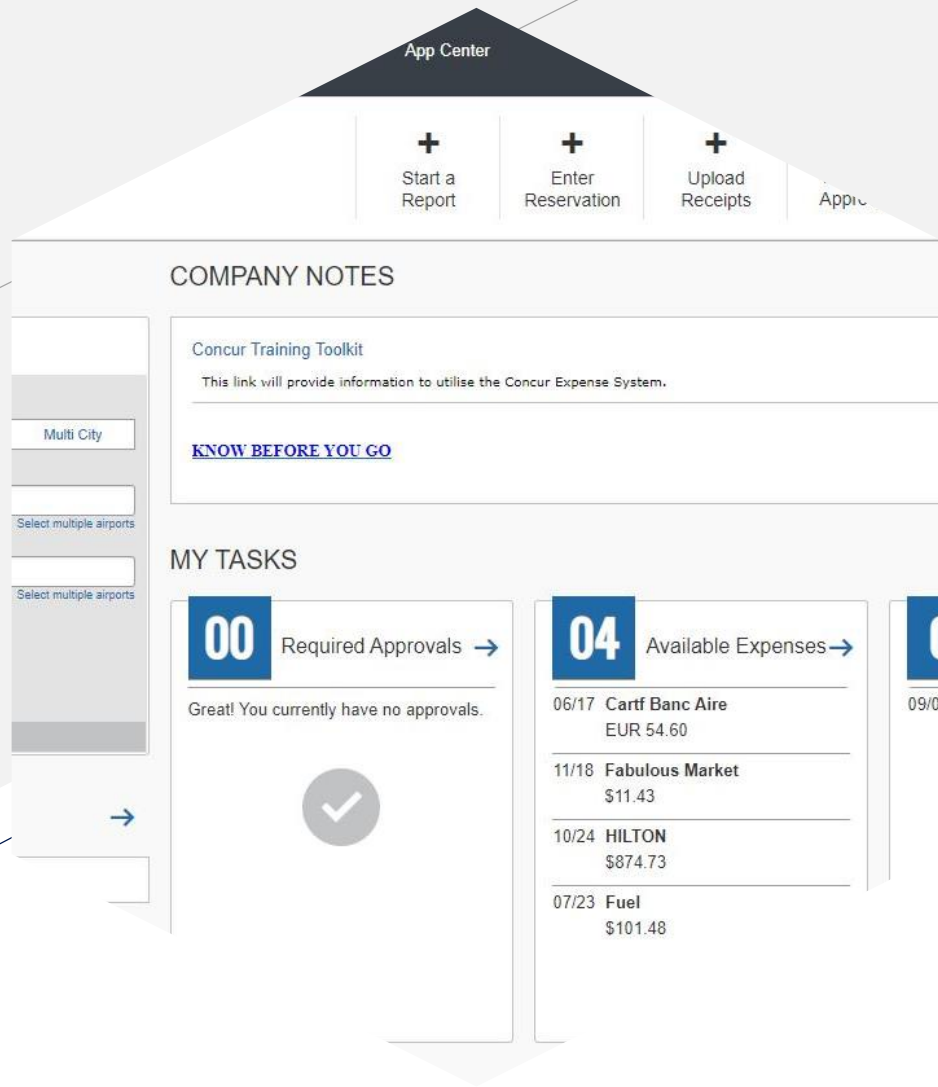 App Center
+ + +
Start a Report
Enter Reservation
Upload Receipts
COMPANY NOTES
Concur Training Toolkit
This link will provide information to utilise the Concur Expense System.
KNOW BEFORE YOU GO
Multi City
Select multiple airports
Select multiple airports
MY TASKS
00 Required Approvals →
Great! You currently have no approvals.
04 Available Expenses→
06/17 Cartf Banc Aire
EUR 54.60
11/18 Fabulous Market
$11.43
10/24 HILTON
$874.73
07/23 Fuel
$101.48